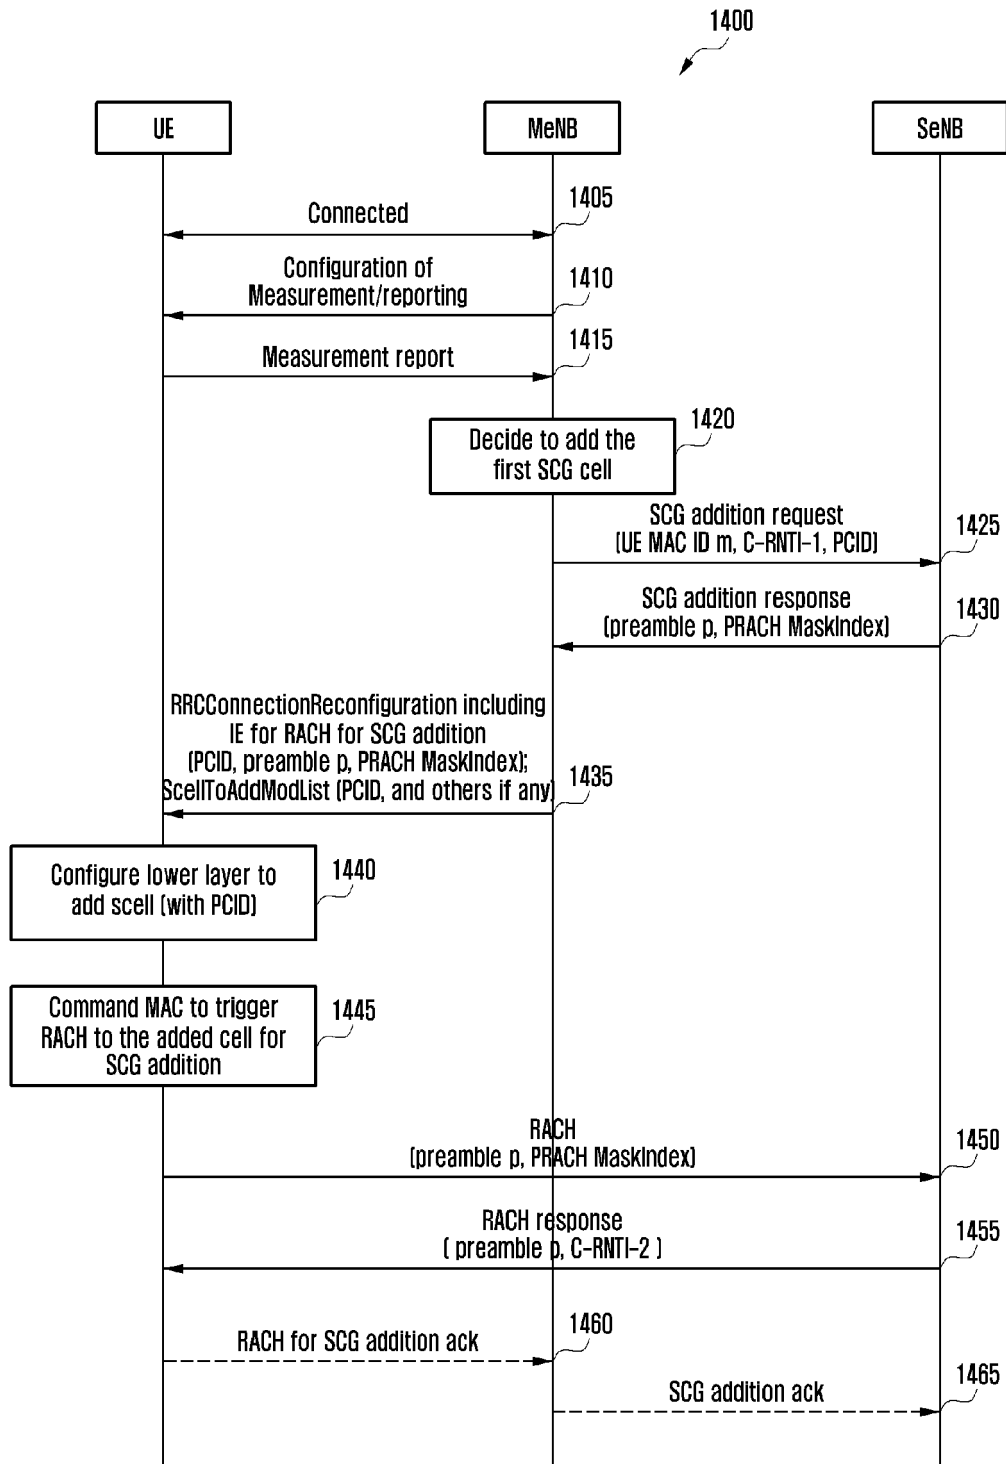 1400
UE
MeNB
SeNB
Connected
1405
Configuration of
Measurement/reporting
1410
Measurement report
1415
Decide to add the
first SCG cell
1420
SCG addition request
(UE MAC ID m, C-RNTI-1, PCID)
1425
SCG addition response
(preamble p, PRACH MaskIndex)
1430
RRCConnectionReconfiguration including
IE for RACH for SCG addition
(PCID, preamble p, PRACH MaskIndex);
ScellToAddModList (PCID, and others if any)
1435
Configure lower layer to
add scell (with PCID)
1440
Command MAC to trigger
RACH to the added cell for
SCG addition
1445
RACH
(preamble p, PRACH MaskIndex)
1450
RACH response
( preamble p, C-RNTI-2 )
1455
RACH for SCG addition ack
1460
SCG addition ack
1465